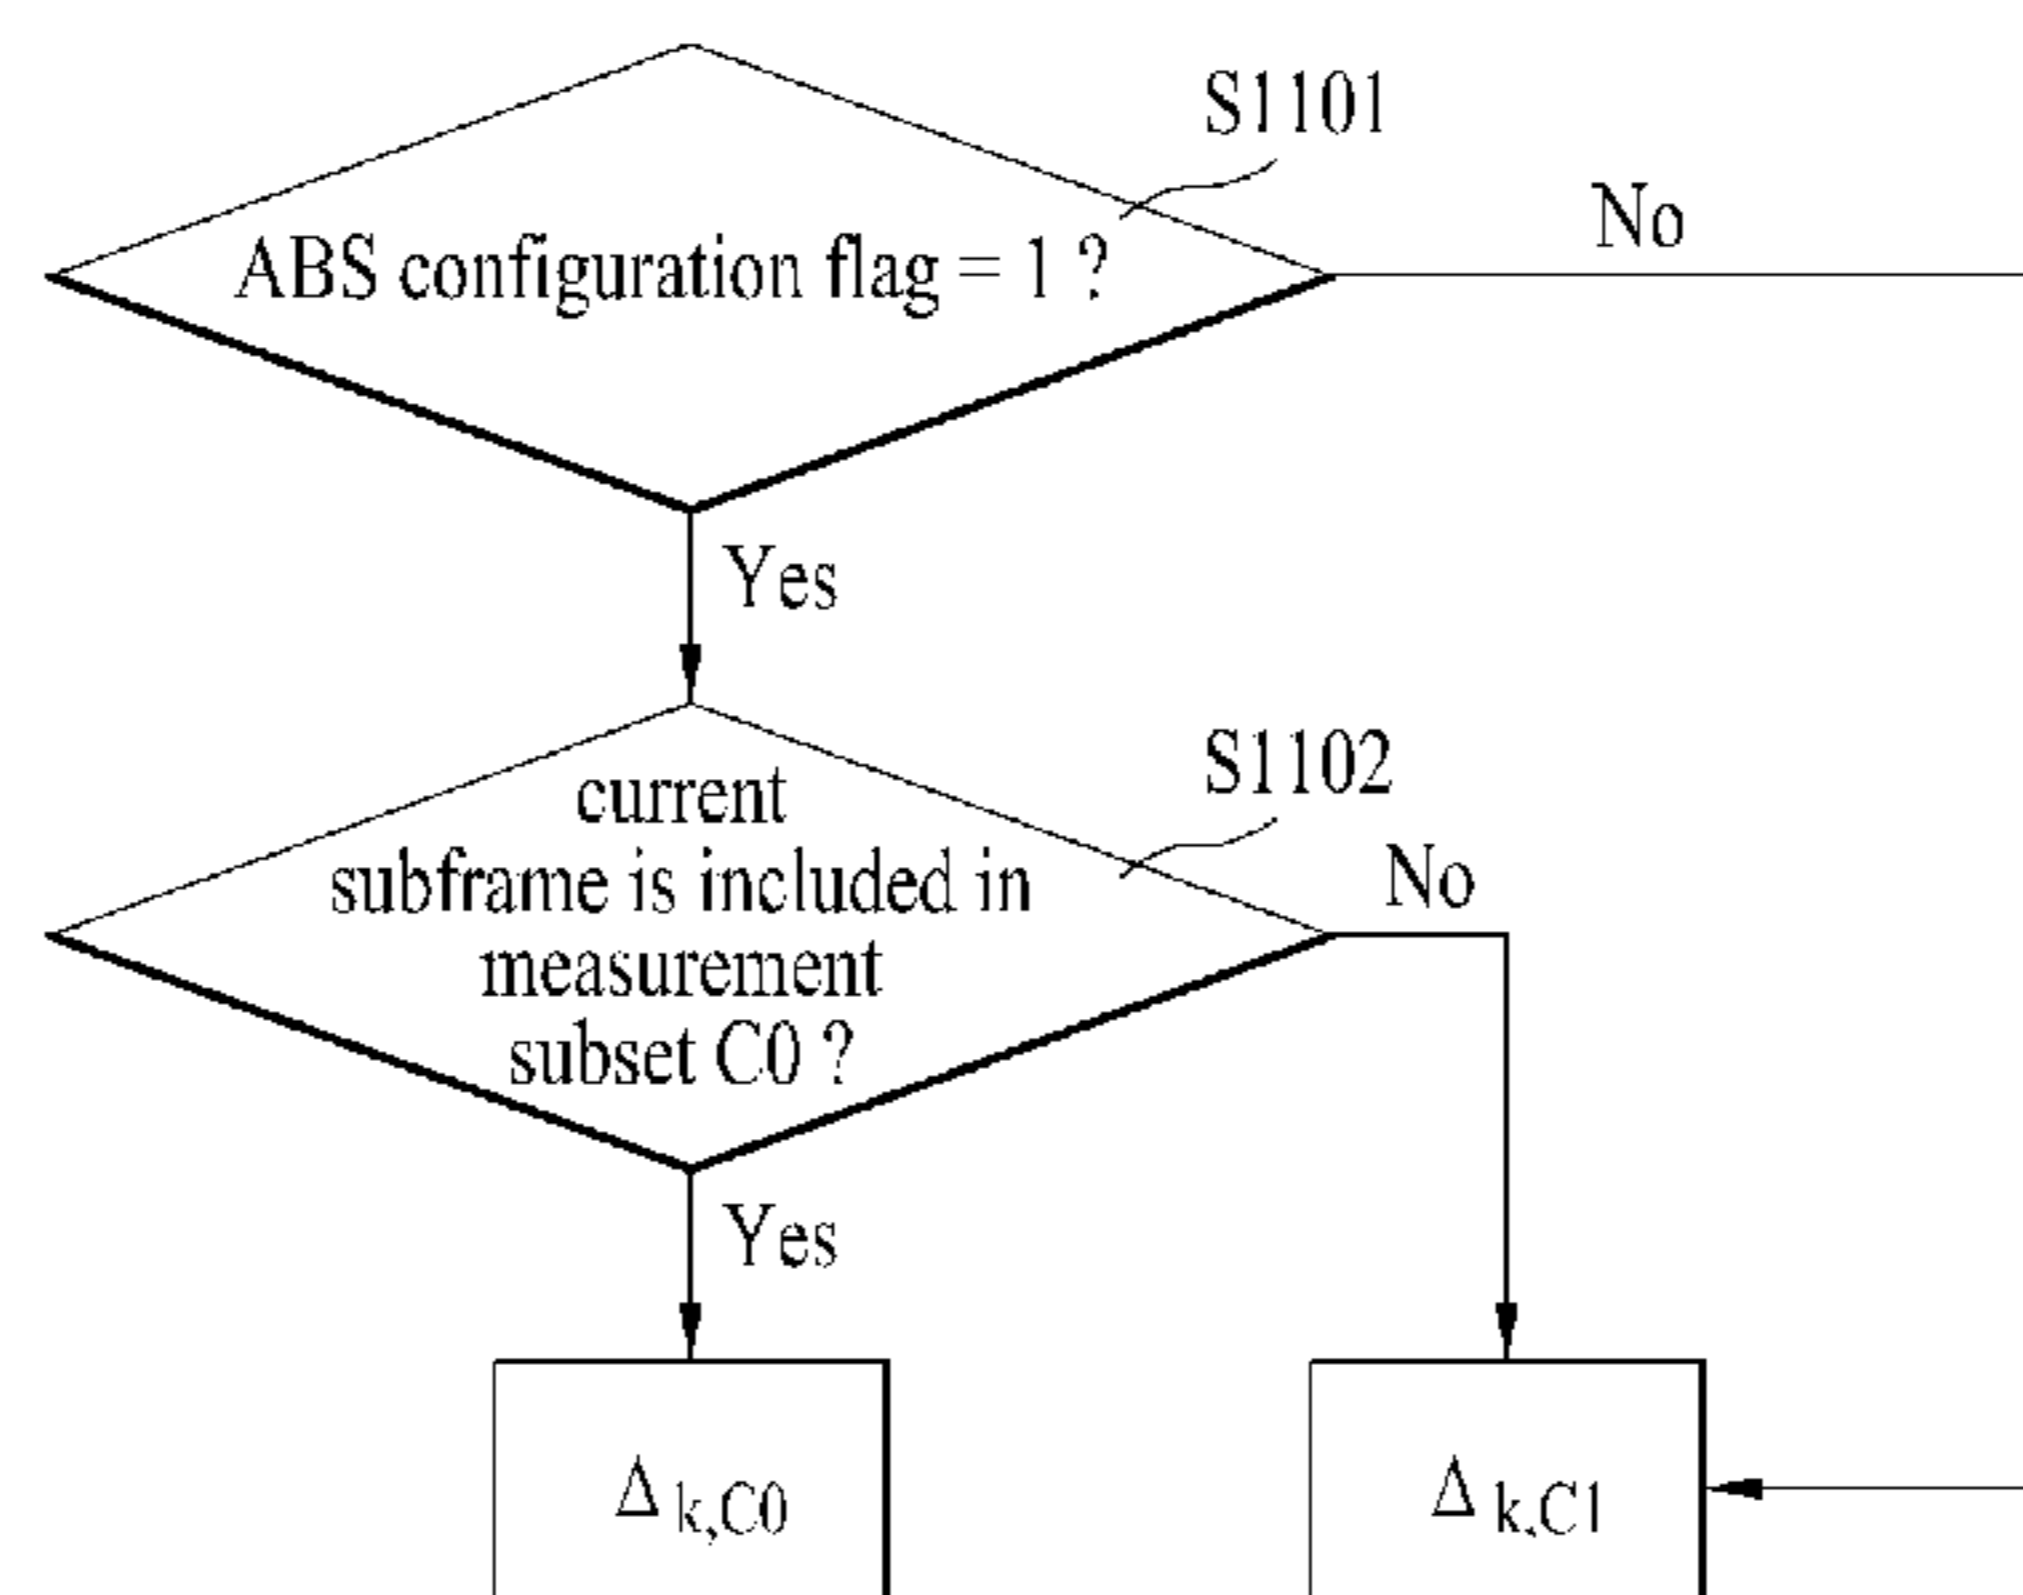 S1101
No
ABS configuration flag = 1 ?
Yes
S1102
No
current
subframe is included in
measurement
subset C0 ?
Yes
Δ k,C0
Δ k,C1